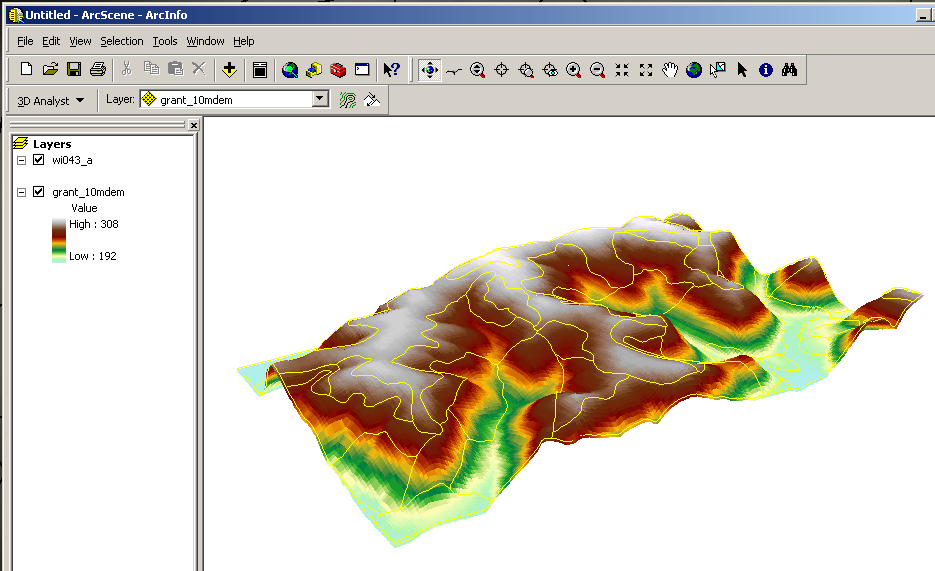 Untitled - ArcScene - ArcInfo
File Edit View Selection Tools Window Help
3D Analyst Layer: grant_10mdem
Layers
wi043_a
grant_10mdem
Value
High : 308
Low : 192